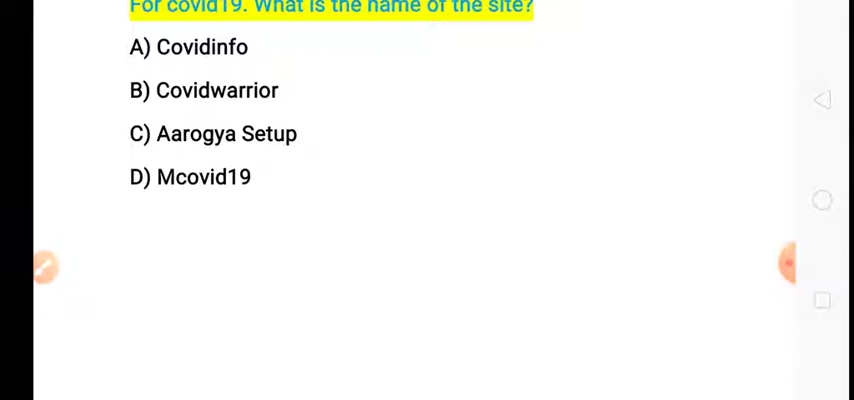 For covid19. What is the name of the site?
A) Covidinfo
B) Covidwarrior
C) Aarogya Setup
D) Mcovid19